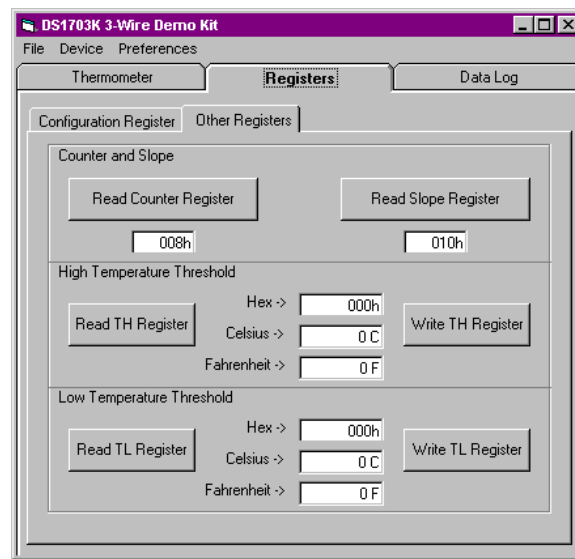 DS1703K 3-Wire Demo Kit
File Device Preferences
Thermometer Registers Data Log
Configuration Register Other Registers
Counter and Slope
Read Counter Register Read Slope Register
008h 010h
High Temperature Threshold
Hex -> 000h
Read TH Register Celsius -> 0 C Write TH Register
Fahrenheit -> 0 F
Low Temperature Threshold
Hex -> 000h
Read TL Register Celsius -> 0 C Write TL Register
Fahrenheit -> 0 F